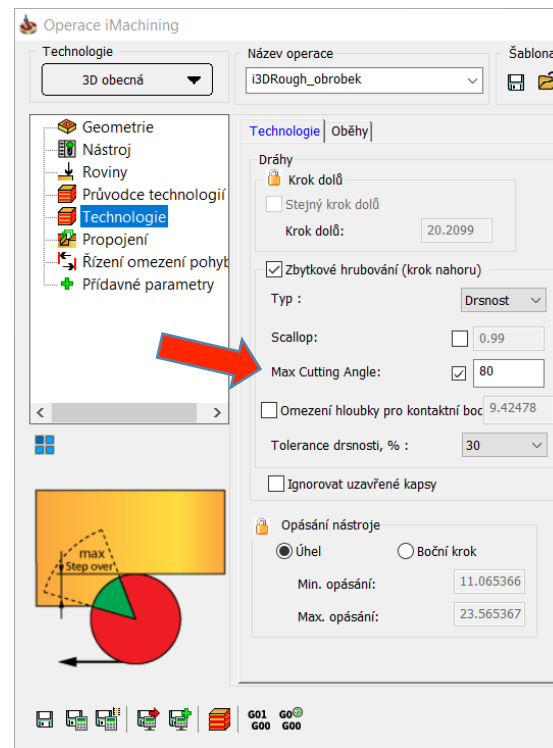 Operace iMachining
Technologie
3D obecná
Název operace
i3DRough_obrobek
Šablona
Geometrie
Nástroj
Roviny
Průvodce technologií
Technologie
Propojení
Řízení omezení pohyb
Přídavné parametry
Technologie
Oběhy
Dráhy
Krok dolů
Stejný krok dolů
Krok dolů: 20.2099
Zbytkové hrubování (krok nahoru)
Typ : Drsnost
Scallop: 0.99
Max Cutting Angle: 80
Omezení hloubky pro kontaktní boc 9.42478
Tolerance drsnosti, % : 30
Ignorovat uzavřené kapsy
Opásání nástroje
Úhel
Boční krok
Min. opásání: 11.065366
Max. opásání: 23.565367
max
Step over
G01 G00
G00 G00